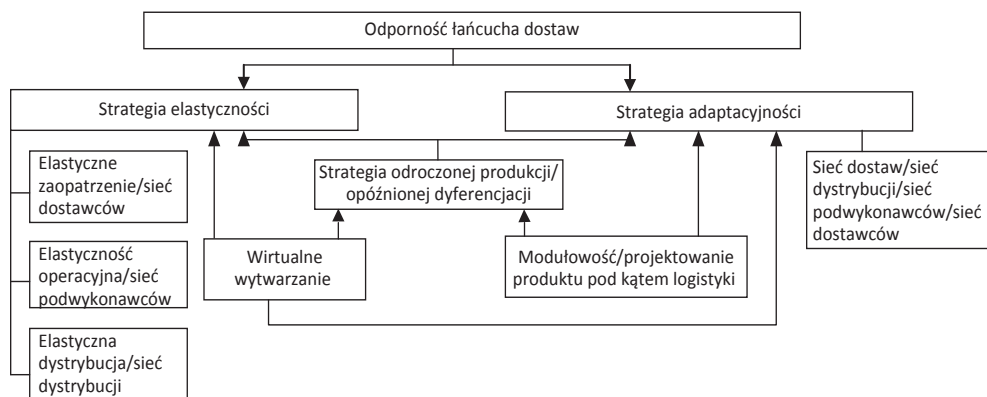 Odporność łańcucha dostaw
Strategia elastyczności
Strategia adaptacyjności
Elastyczne
zaopatrzenie/sieć
dostawców
Strategia odroczonej produkcji/
opóźnionej dyferencjacji
Sieć dostaw/sieć
dystrybucji/sieć
podwykonawców/sieć
dostawców
Elastyczność
operacyjna/sieć
podwykonawców
Wirtualne
wytwarzanie
Modułowość/projektowanie
produktu pod kątem logistyki
Elastyczna
dystrybucja/sieć
dystrybucji